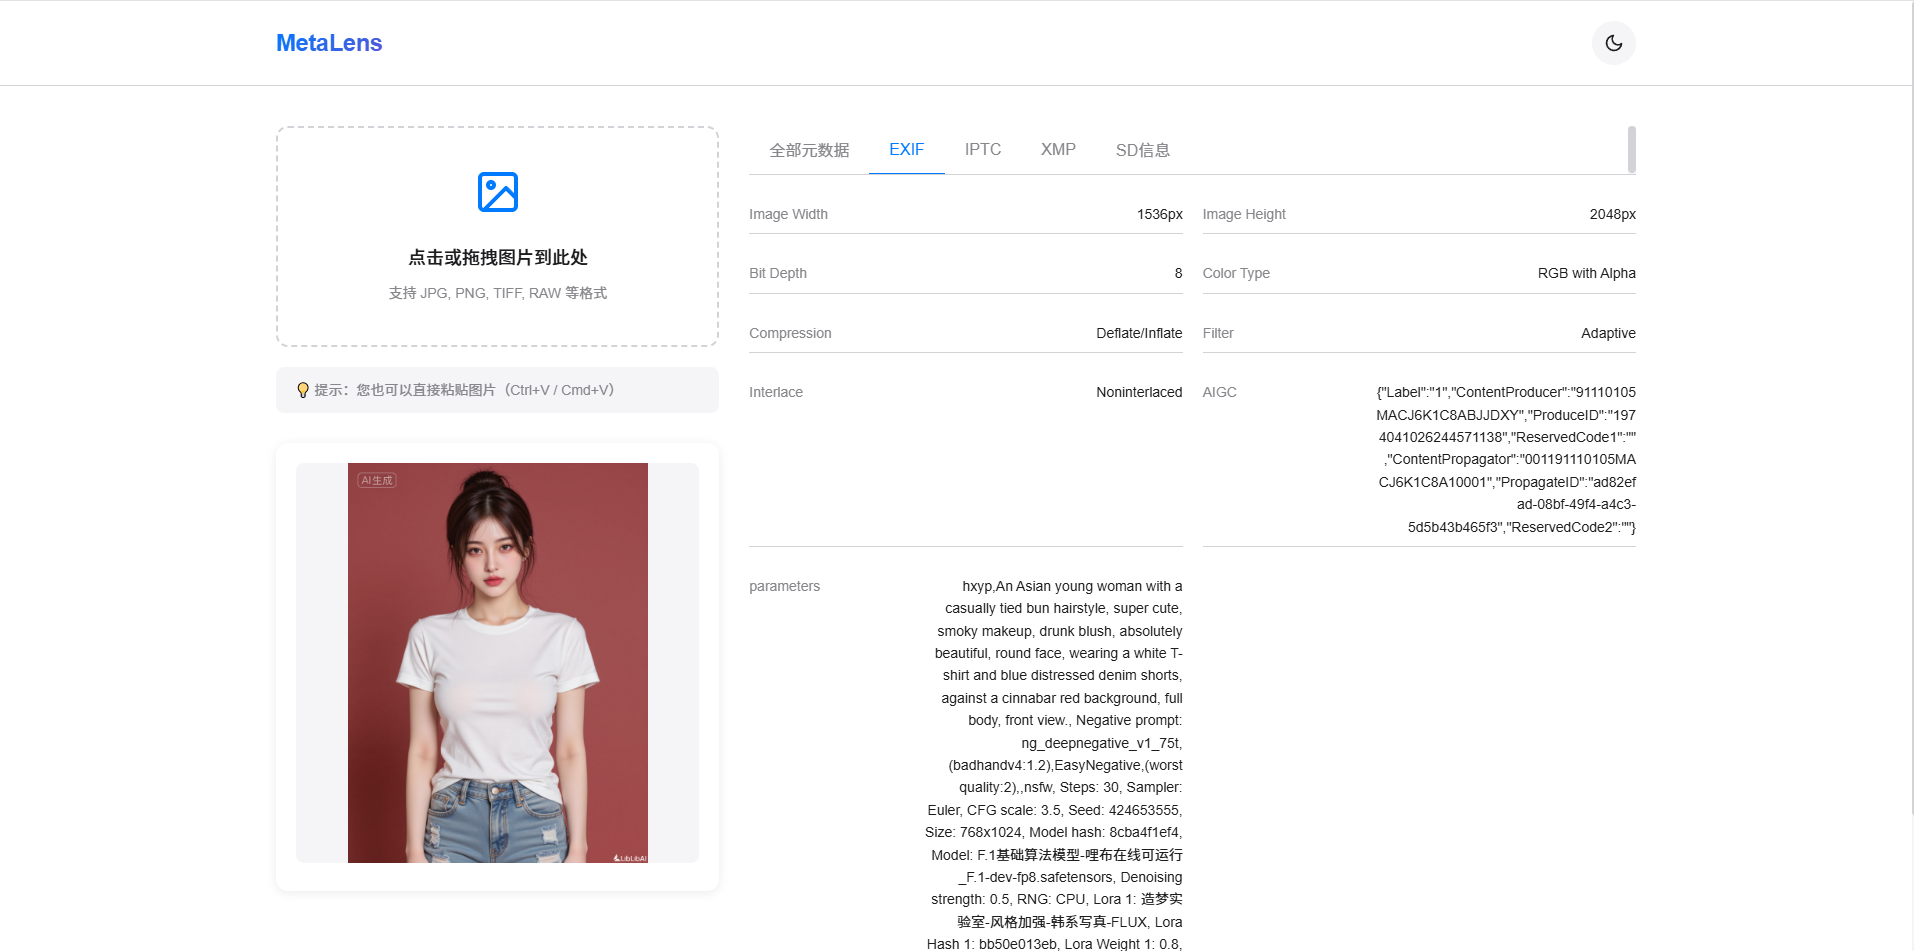 MetaLens
点击或拖拽图片到此处
支持 JPG, PNG, TIFF, RAW 等格式
提示：您也可以直接粘贴图片（Ctrl+V / Cmd+V）
AI生成
LibLibAI
全部元数据 EXIF IPTC XMP SD信息
Image Width 1536px Image Height 2048px
Bit Depth 8 Color Type RGB with Alpha
Compression Deflate/Inflate Filter Adaptive
Interlace Noninterlaced AIGC {"Label":"1","ContentProducer":"91110105
MACJ6K1C8ABJJDXY","ProduceID":"197
4041026244571138","ReservedCode1":""
,"ContentPropagator":"001191110105MA
CJ6K1C8A10001","PropagateID":"ad82ef
ad-08bf-49f4-a4c3-
5d5b43b465f3","ReservedCode2":""}
parameters hxyp,An Asian young woman with a
casually tied bun hairstyle, super cute,
smoky makeup, drunk blush, absolutely
beautiful, round face, wearing a white T-
shirt and blue distressed denim shorts,
against a cinnabar red background, full
body, front view., Negative prompt:
ng_deepnegative_v1_75t,
(badhandv4:1.2),EasyNegative,(worst
quality:2),,nsfw, Steps: 30, Sampler:
Euler, CFG scale: 3.5, Seed: 424653555,
Size: 768x1024, Model hash: 8cba4f1ef4,
Model: F.1基础算法模型-哩布在线可运行
_F.1-dev-fp8.safetensors, Denoising
strength: 0.5, RNG: CPU, Lora 1: 造梦实
验室-风格加强-韩系写真-FLUX, Lora
Hash 1: bb50e013eb, Lora Weight 1: 0.8,